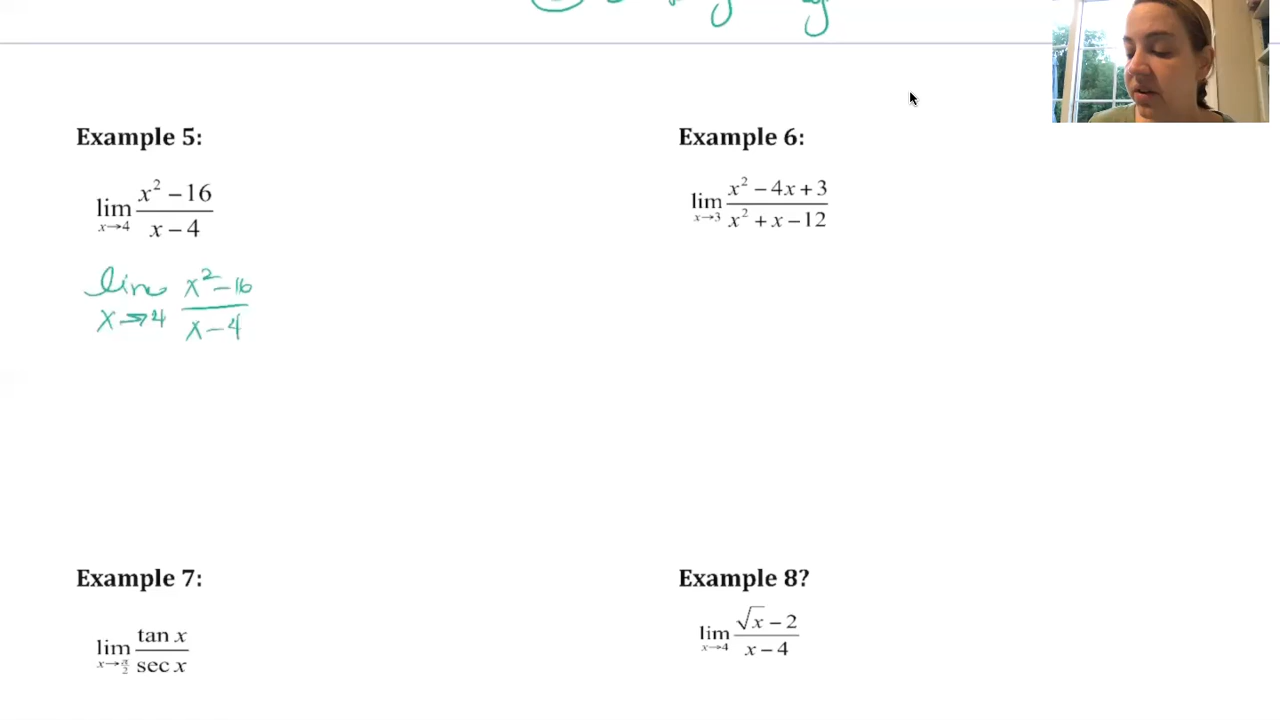 Example 5:
lim x→4 (x² – 16)/(x – 4)
lim x→4 (x² – 16)/(x – 4)
Example 6:
lim x→3 (x² – 4x + 3)/(x² + x – 12)
Example 7:
lim x→π/2 tan x/sec x
Example 8?
lim x→4 (√x – 2)/(x – 4)